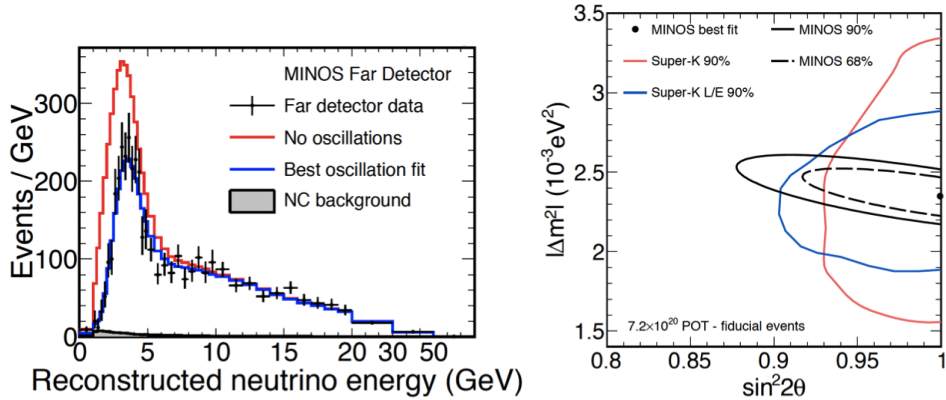 Events / GeV
300
200
100
0
MINOS Far Detector
Far detector data
No oscillations
Best oscillation fit
NC background
0 5 10 15 20 30 50
Reconstructed neutrino energy (GeV)
|Δm²| (10⁻³eV²)
3.5
3.0
2.5
2.0
1.5
MINOS best fit
MINOS 90%
Super-K 90%
MINOS 68%
Super-K L/E 90%
7.2×10²⁰ POT - fiducial events
0.8 0.85 0.9 0.95 1
sin²2θ